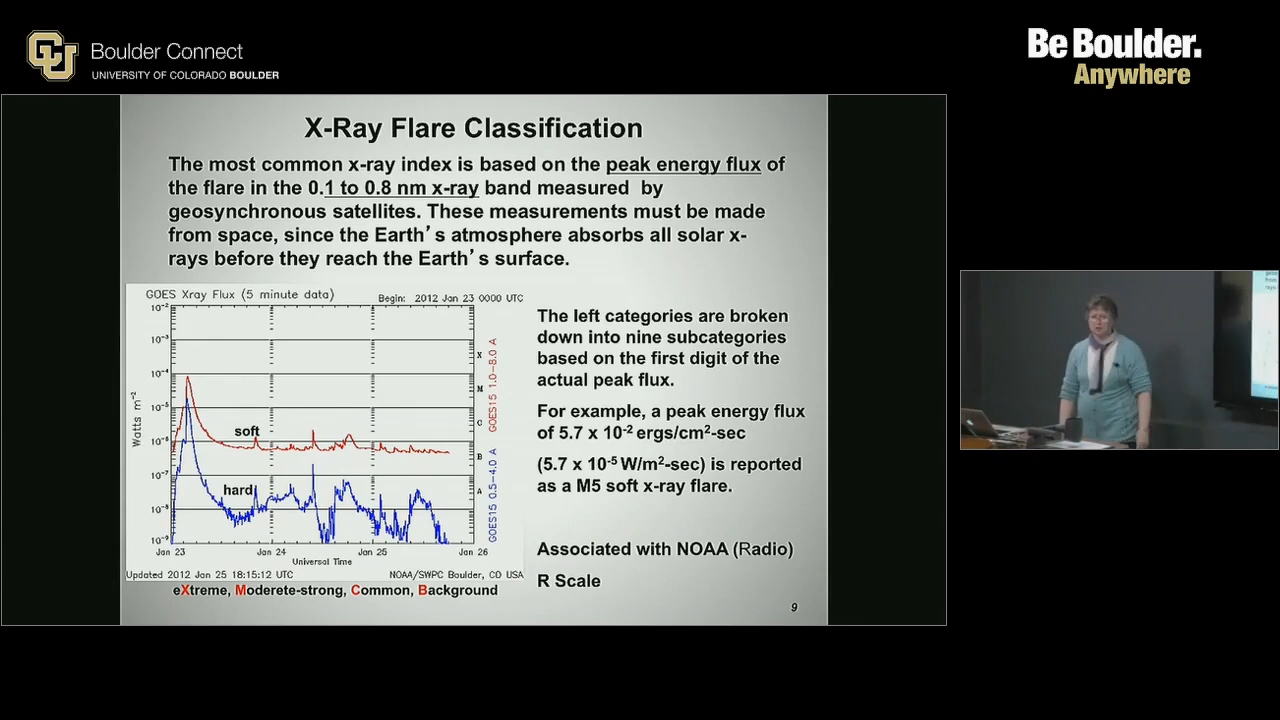 CU
Boulder Connect
UNIVERSITY OF COLORADO BOULDER
Be Boulder.
Anywhere
X-Ray Flare Classification
The most common x-ray index is based on the peak energy flux of
the flare in the 0.1 to 0.8 nm x-ray band measured by
geosynchronous satellites. These measurements must be made
from space, since the Earth's atmosphere absorbs all solar x-
rays before they reach the Earth's surface.
GOES Xray Flux (5 minute data)
Begin: 2012 Jan 23 0000 UTC
10⁻²
10⁻³
10⁻⁴
10⁻⁵
10⁻⁶
10⁻⁷
10⁻⁸
10⁻⁹
Watts m⁻²
soft
hard
X
M
C
B
A
GOES15 1.0-8.0 A
GOES15 0.5-4.0 A
Jan 23
Jan 24
Jan 25
Jan 26
Universal Time
Updated 2012 Jan 25 18:15:12 UTC
NOAA/SWPC Boulder, CO USA
eXtreme, Moderete-strong, Common, Background
The left categories are broken
down into nine subcategories
based on the first digit of the
actual peak flux.
For example, a peak energy flux
of 5.7 x 10⁻² ergs/cm²-sec
(5.7 x 10⁻⁵ W/m²-sec) is reported
as a M5 soft x-ray flare.
Associated with NOAA (Radio)
R Scale
9